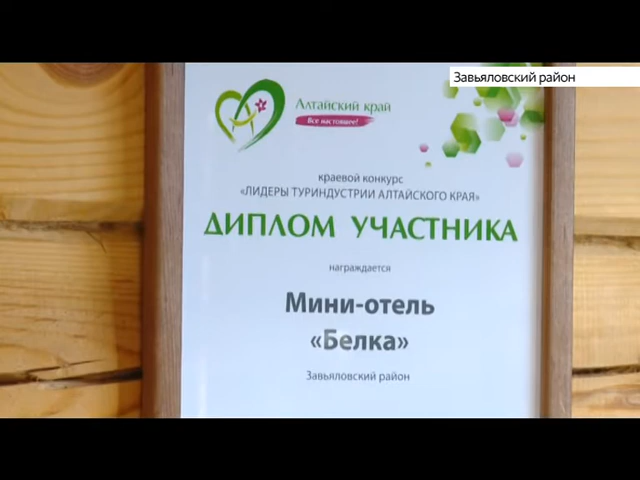 Завьяловский район
Алтайский край
Все настоящее!
краевой конкурс
«ЛИДЕРЫ ТУРИНДУСТРИИ АЛТАЙСКОГО КРАЯ»
ДИПЛОМ УЧАСТНИКА
награждается
Мини-отель
«Белка»
Завьяловский район